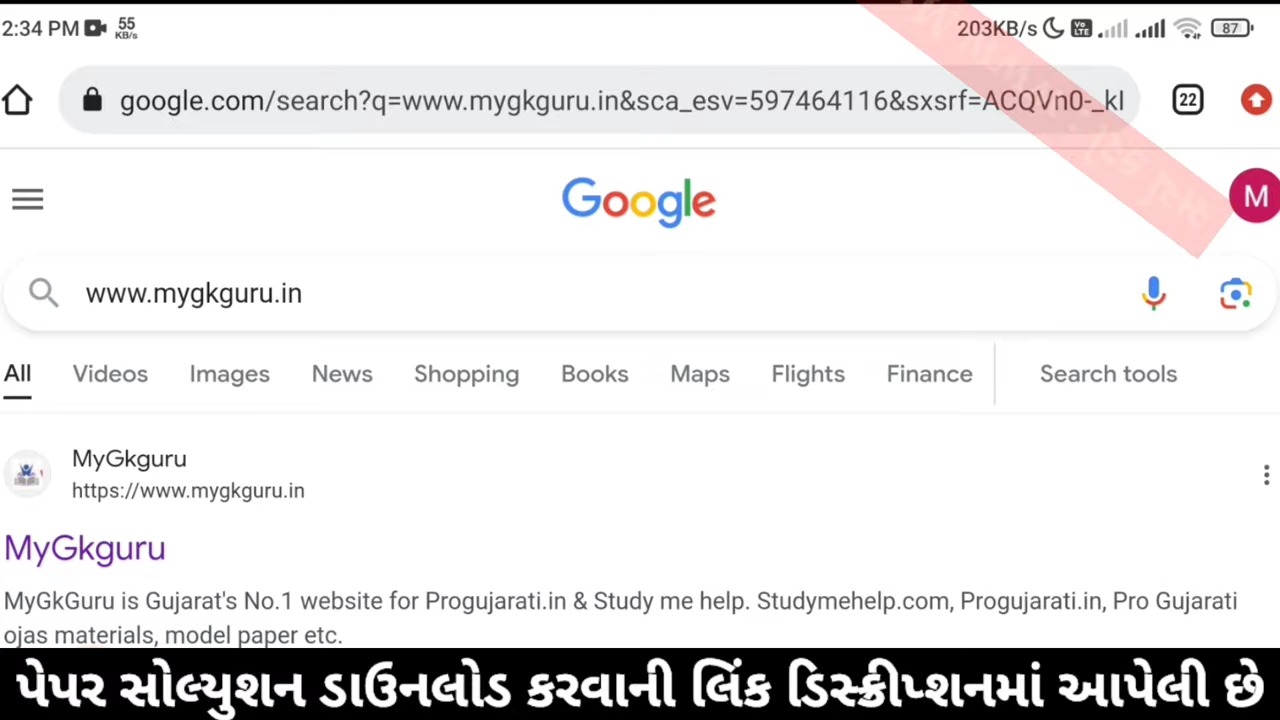 2:34 PM 55 KB/s 203KB/s Vo LTE 87
google.com/search?q=www.mygkguru.in&sca_esv=597464116&sxsrf=ACQVn0-_kI 22
Google M
www.mygkguru.in
All Videos Images News Shopping Books Maps Flights Finance Search tools
MyGkguru
https://www.mygkguru.in
MyGkguru
MyGkGuru is Gujarat's No.1 website for Progujarati.in & Study me help. Studymehelp.com, Progujarati.in, Pro Gujarati
ojas materials, model paper etc.
પેપર સોલ્યુશન ડાઉનલોડ કરવાની લિંક ડિસ્ક્રીપ્શનમાં આપેલી છે